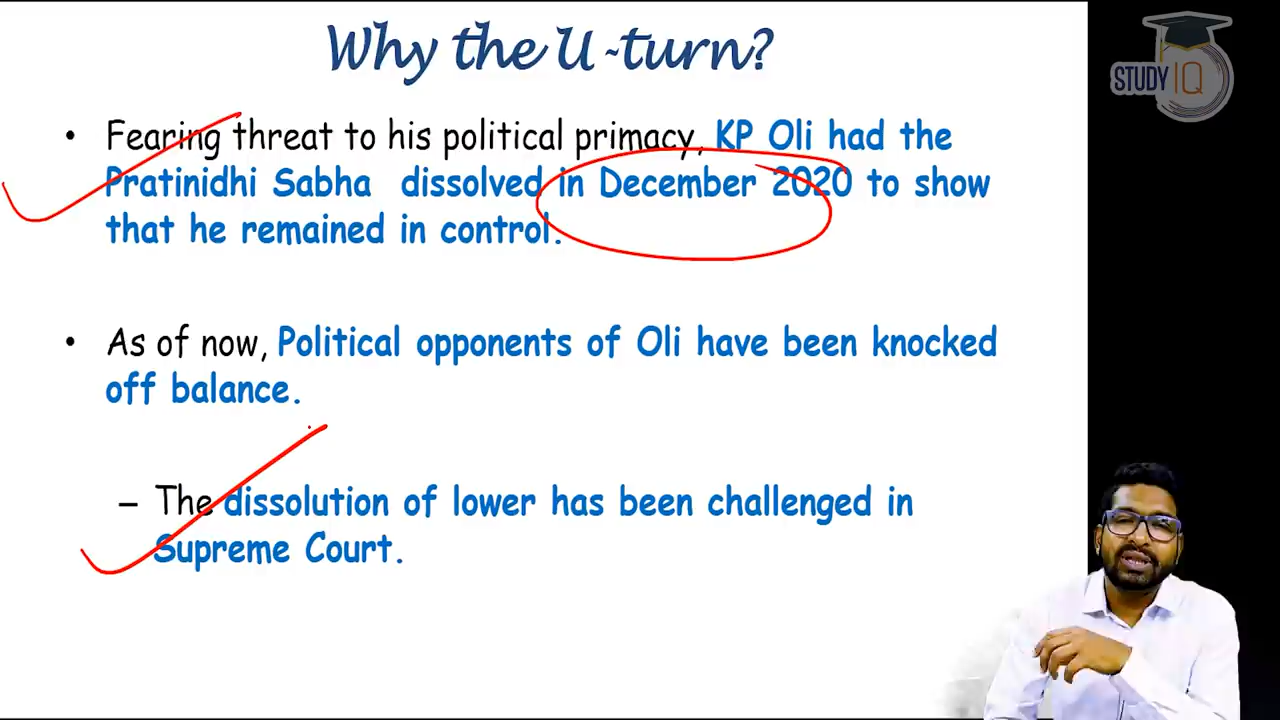 Why the U-turn?
STUDY IQ
• Fearing threat to his political primacy, KP Oli had the
Pratinidhi Sabha dissolved in December 2020 to show
that he remained in control.
• As of now, Political opponents of Oli have been knocked
off balance.
– The dissolution of lower has been challenged in
Supreme Court.